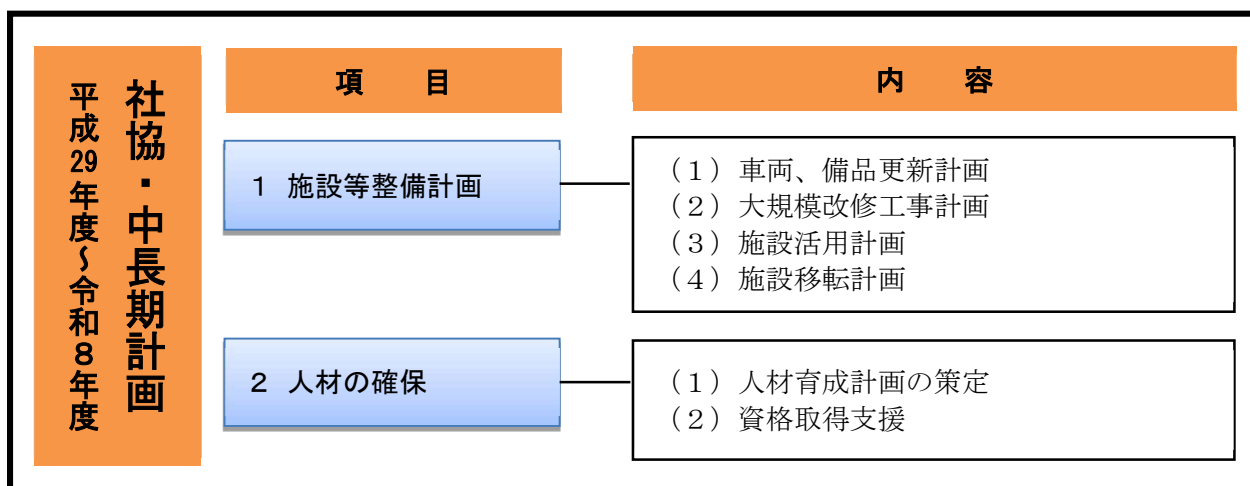 社協・中長期計画
平成29年度～令和８年度
項　目
内　容
１ 施設等整備計画
（１）車両、備品更新計画
（２）大規模改修工事計画
（３）施設活用計画
（４）施設移転計画
２ 人材の確保
（１）人材育成計画の策定
（２）資格取得支援